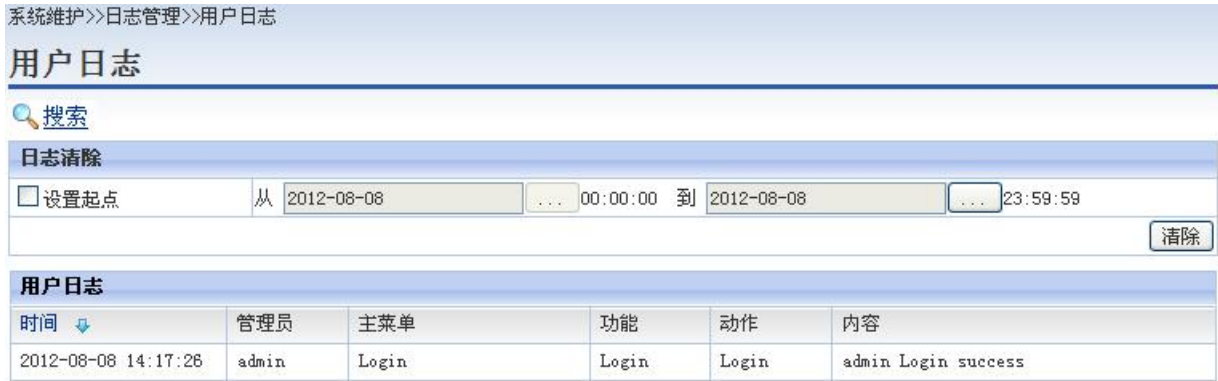 系统维护>>日志管理>>用户日志
用户日志
搜索
日志清除
设置起点 从 2012-08-08 ... 00:00:00 到 2012-08-08 ... 23:59:59
清除
用户日志
时间 管理员 主菜单 功能 动作 内容
2012-08-08 14:17:26 admin Login Login Login admin Login success